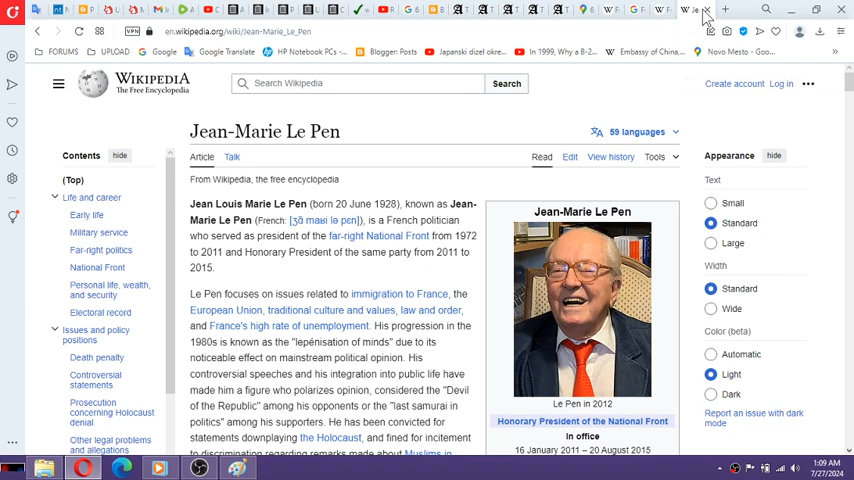 en.wikipedia.org/wiki/Jean-Marie_Le_Pen
VPN
FORUMS
UPLOAD
Google
Google Translate
HP Notebook PCs -...
Blogger: Posts
Japanski dizel okre...
In 1999, Why a B-2...
Embassy of China,...
Novo Mesto - Goo...
WIKIPEDIA
The Free Encyclopedia
Search Wikipedia
Search
Create account
Log in
Jean-Marie Le Pen
59 languages
Contents
hide
Article
Talk
Read
Edit
View history
Tools
Appearance
hide
From Wikipedia, the free encyclopedia
(Top)
Life and career
Early life
Military service
Far-right politics
National Front
Personal life, wealth,
and security
Electoral record
Issues and policy
positions
Death penalty
Controversial
statements
Prosecution
concerning Holocaust
denial
Other legal problems
and allegations
Jean Louis Marie Le Pen (born 20 June 1928), known as Jean-
Marie Le Pen (French: [ʒɑ̃ maʁi lə pɛn]), is a French politician
who served as president of the far-right National Front from 1972
to 2011 and Honorary President of the same party from 2011 to
2015.
Le Pen focuses on issues related to immigration to France, the
European Union, traditional culture and values, law and order,
and France's high rate of unemployment. His progression in the
1980s is known as the "lepénisation of minds" due to its
noticeable effect on mainstream political opinion. His
controversial speeches and his integration into public life have
made him a figure who polarizes opinion, considered the "Devil
of the Republic" among his opponents or the "last samurai in
politics" among his supporters. He has been convicted for
statements downplaying the Holocaust, and fined for incitement
to discrimination regarding remarks made about Muslims in
Jean-Marie Le Pen
Le Pen in 2012
Honorary President of the National Front
In office
16 January 2011 – 20 August 2015
Text
Small
Standard
Large
Width
Standard
Wide
Color (beta)
Automatic
Light
Dark
Report an issue with dark
mode
1:09 AM
7/27/2024